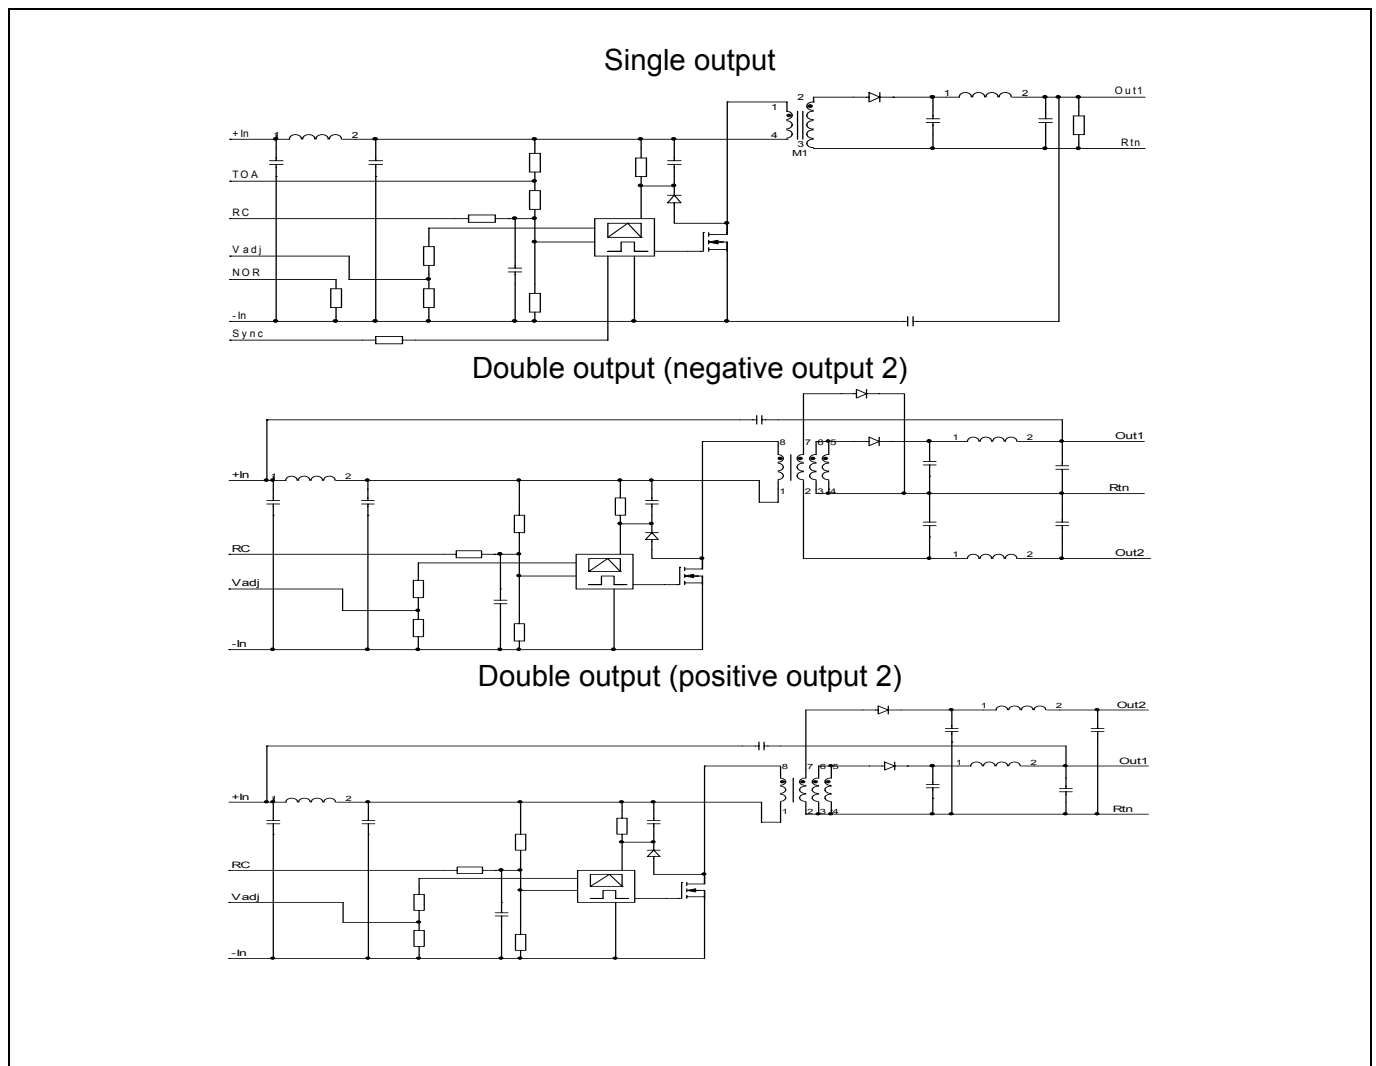 Single output
1 2 Out1
2
1
+In 1 2
4
3
Rtn
M1
TOA
RC
Vadj
NOR
-In
Sync
Double output (negative output 2)
8 7 6 5 1 2 Out1
+In 1 2
1 2 3 4 Rtn
RC 1 2 Out2
Vadj
-In
Double output (positive output 2)
1 2 Out2
8 7 6 5 1 2 Out1
+In 1 2
1 2 3 4 Rtn
RC
Vadj
-In